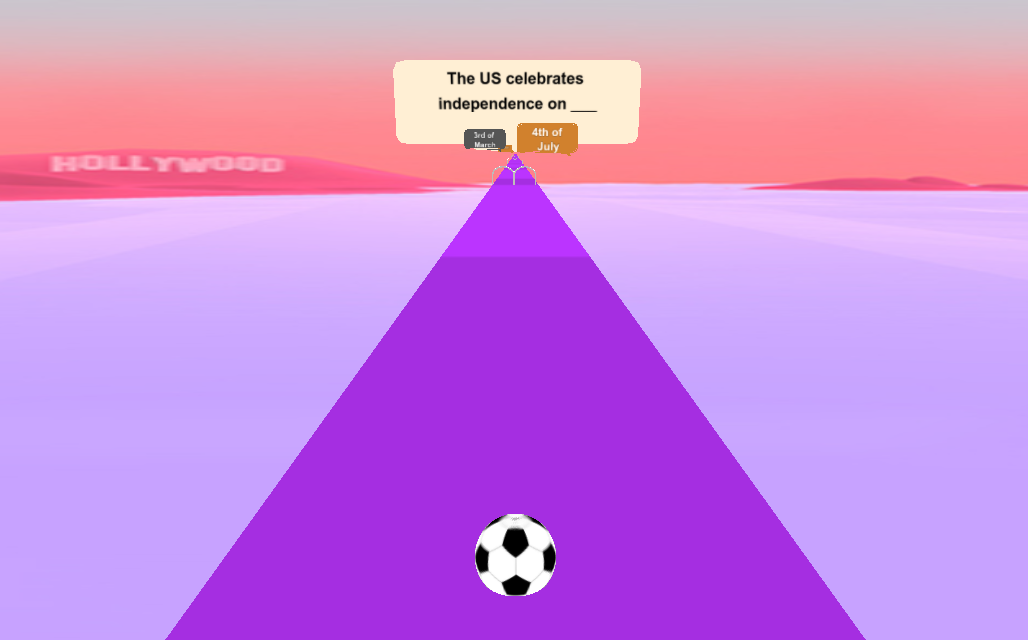 HOLLYWOOD
The US celebrates
independence on ___
3rd of
March
4th of
July